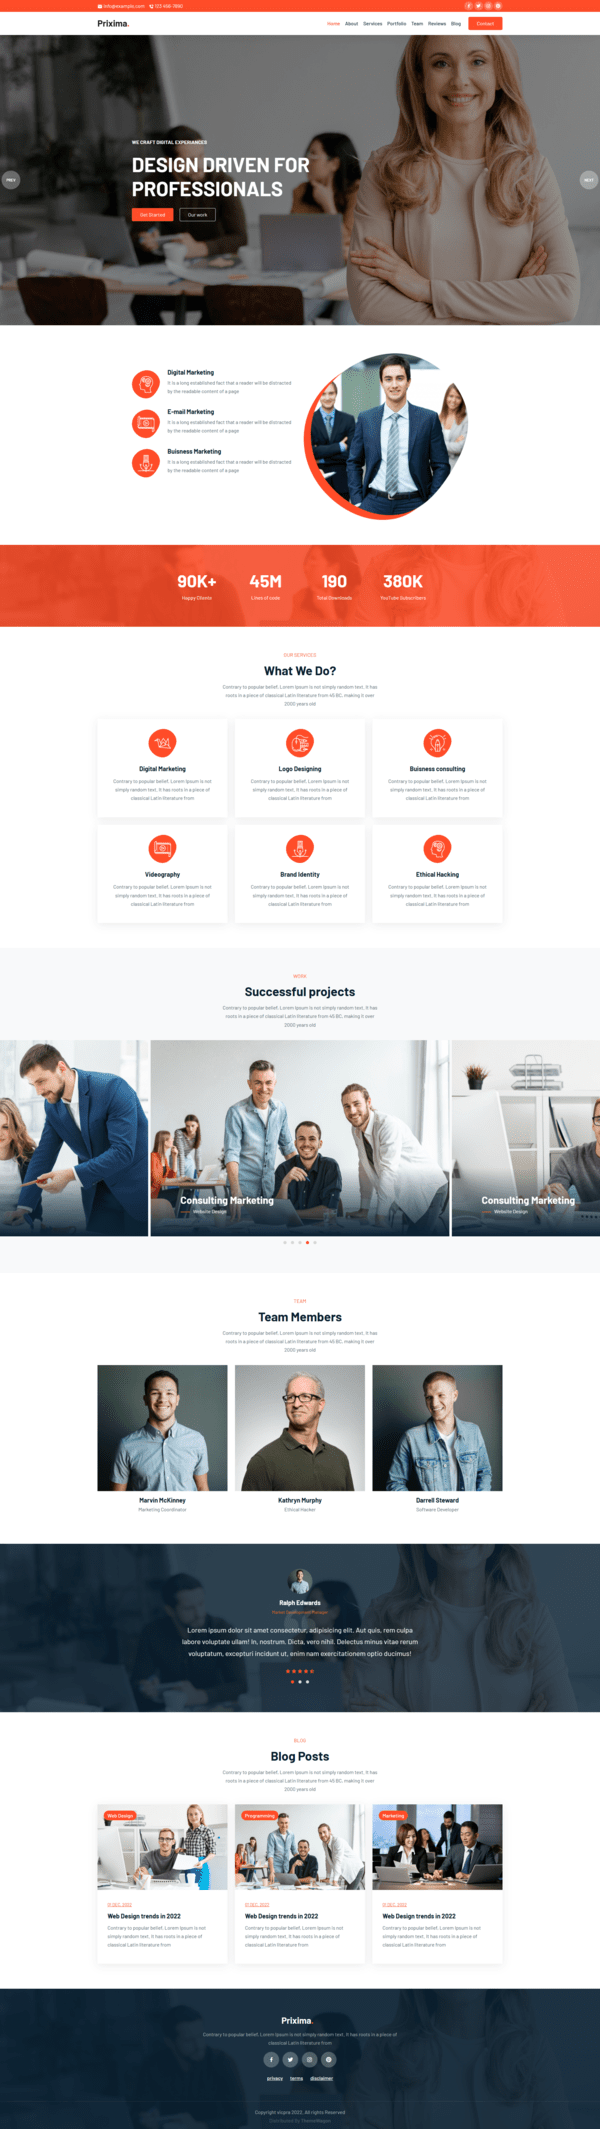 info@example.com 123 456 7890
Prixima.
Home About Services Portfolio Team Reviews Blog Contact
WE CRAFT DIGITAL EXPERIANCES
DESIGN DRIVEN FOR
PROFESSIONALS
PREV
NEXT
Get Started Our work
Digital Marketing
It is a long established fact that a reader will be distracted
by the readable content of a page
E-mail Marketing
It is a long established fact that a reader will be distracted
by the readable content of a page
Buisness Marketing
It is a long established fact that a reader will be distracted
by the readable content of a page
90K+ 45M 190 380K
Happy Clients Lines of code Total Downloads YouTube Subscribers
OUR SERVICES
What We Do?
Contrary to popular belief, Lorem Ipsum is not simply random text. It has
roots in a piece of classical Latin literature from 45 BC, making it over
2000 years old
Digital Marketing
Contrary to popular belief, Lorem Ipsum is not
simply random text. It has roots in a piece of
classical Latin literature from
Logo Designing
Contrary to popular belief, Lorem Ipsum is not
simply random text. It has roots in a piece of
classical Latin literature from
Buisness consulting
Contrary to popular belief, Lorem Ipsum is not
simply random text. It has roots in a piece of
classical Latin literature from
Videography
Contrary to popular belief, Lorem Ipsum is not
simply random text. It has roots in a piece of
classical Latin literature from
Brand Identity
Contrary to popular belief, Lorem Ipsum is not
simply random text. It has roots in a piece of
classical Latin literature from
Ethical Hacking
Contrary to popular belief, Lorem Ipsum is not
simply random text. It has roots in a piece of
classical Latin literature from
WORK
Successful projects
Contrary to popular belief, Lorem Ipsum is not simply random text. It has
roots in a piece of classical Latin literature from 45 BC, making it over
2000 years old
Consulting Marketing
Website Design
Consulting Marketing
Website Design
TEAM
Team Members
Contrary to popular belief, Lorem Ipsum is not simply random text. It has
roots in a piece of classical Latin literature from 45 BC, making it over
2000 years old
Marvin McKinney
Marketing Coordinator
Kathryn Murphy
Ethical Hacker
Darrell Steward
Software Developer
Ralph Edwards
Lorem ipsum dolor sit amet consectetur, adipisicing elit. Aut quis, rem culpa
labore voluptate ullam! In, nostrum. Dicta, vero nihil. Delectus minus vitae rerum
voluptatum, excepturi incidunt ut, enim nam exercitationem optio ducimus!
BLOG
Blog Posts
Contrary to popular belief, Lorem Ipsum is not simply random text. It has
roots in a piece of classical Latin literature from 45 BC, making it over
2000 years old
Web Design
01 DEC, 2022
Web Design trends in 2022
Contrary to popular belief, Lorem Ipsum is not
simply random text. It has roots in a piece of
classical Latin literature from
Programming
01 DEC, 2022
Web Design trends in 2022
Contrary to popular belief, Lorem Ipsum is not
simply random text. It has roots in a piece of
classical Latin literature from
Marketing
01 DEC, 2022
Web Design trends in 2022
Contrary to popular belief, Lorem Ipsum is not
simply random text. It has roots in a piece of
classical Latin literature from
Prixima.
Contrary to popular belief, Lorem Ipsum is not simply random text. It has roots in a piece of
classical Latin literature from
privacy terms disclaimer
Copyright vicpra 2022. All rights Reserved
Distributed By ThemeWagon